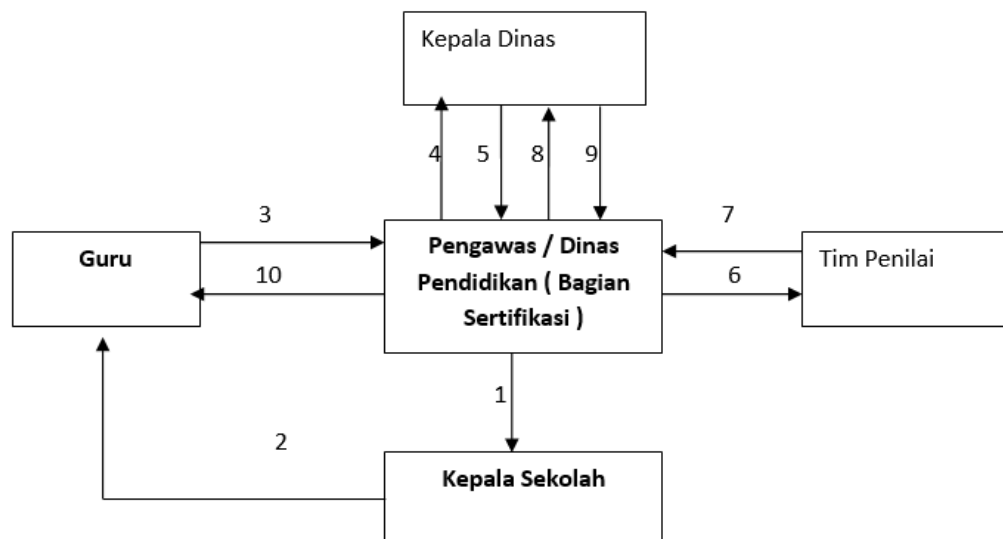 Kepala Dinas
4
5
8
9
3
7
Guru
Pengawas / Dinas
Pendidikan ( Bagian
Sertifikasi )
Tim Penilai
10
6
1
2
Kepala Sekolah